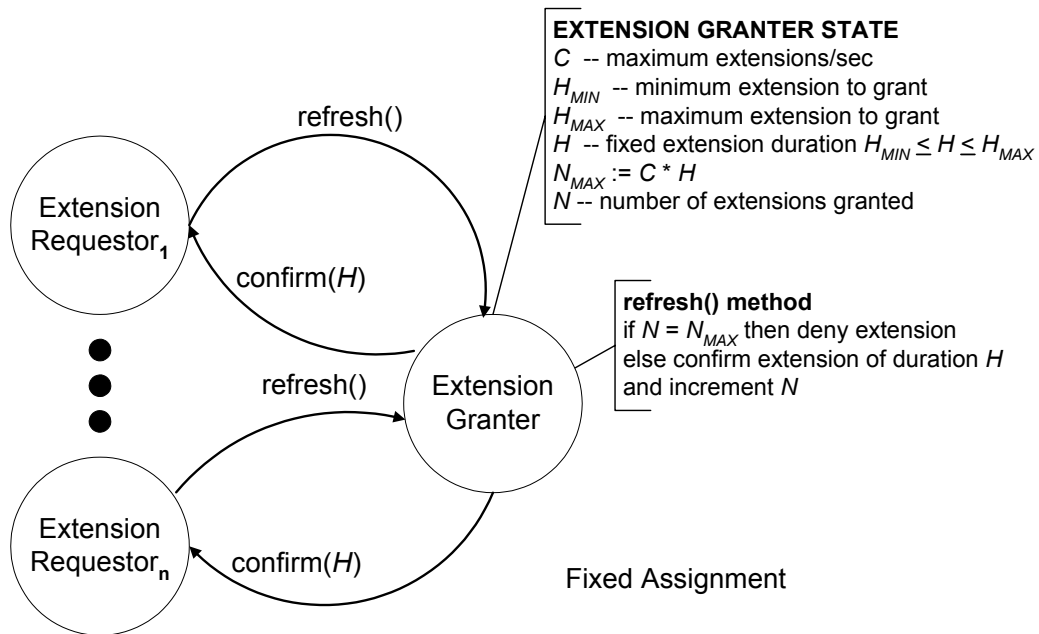 EXTENSION GRANTER STATE
C -- maximum extensions/sec
H_MIN -- minimum extension to grant
H_MAX -- maximum extension to grant
H -- fixed extension duration H_MIN ≤ H ≤ H_MAX
N_MAX := C * H
N -- number of extensions granted
refresh()
Extension
Requestor_1
confirm(H)
refresh() method
if N = N_MAX then deny extension
else confirm extension of duration H
and increment N
refresh()
Extension
Granter
Extension
Requestor_n
confirm(H)
Fixed Assignment